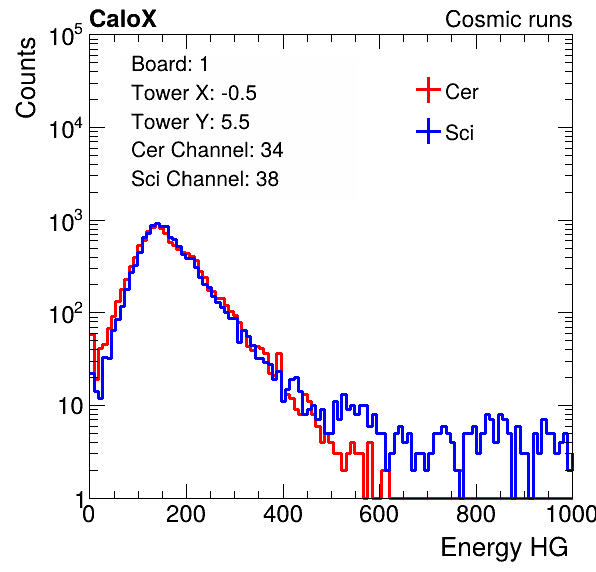 CaloX Cosmic runs
Counts
10^5
10^4
10^3
10^2
10
1
Board: 1
Tower X: -0.5
Tower Y: 5.5
Cer Channel: 34
Sci Channel: 38
Cer
Sci
0 200 400 600 800 1000
Energy HG